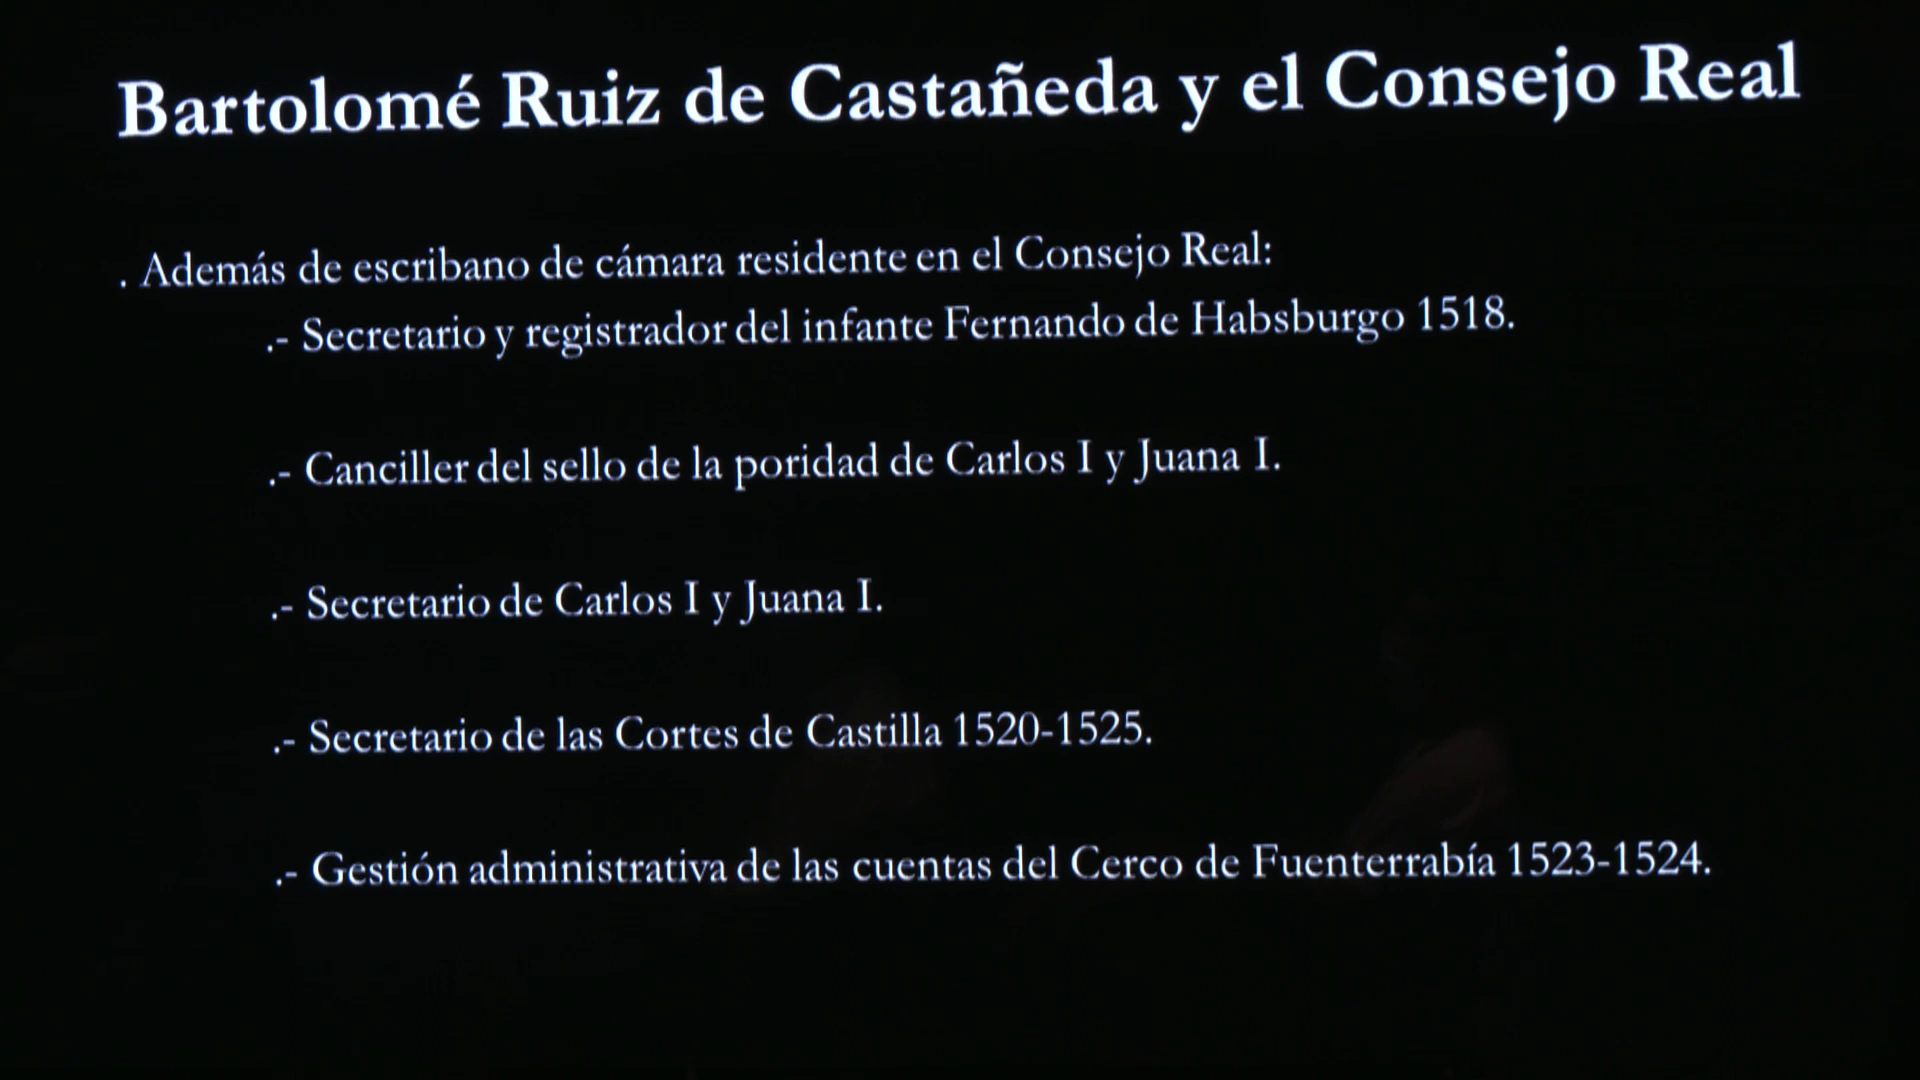 Bartolomé Ruiz de Castañeda y el Consejo Real
. Además de escribano de cámara residente en el Consejo Real:
.- Secretario y registrador del infante Fernando de Habsburgo 1518.
.- Canciller del sello de la poridad de Carlos I y Juana I.
.- Secretario de Carlos I y Juana I.
.- Secretario de las Cortes de Castilla 1520-1525.
.- Gestión administrativa de las cuentas del Cerco de Fuenterrabía 1523-1524.